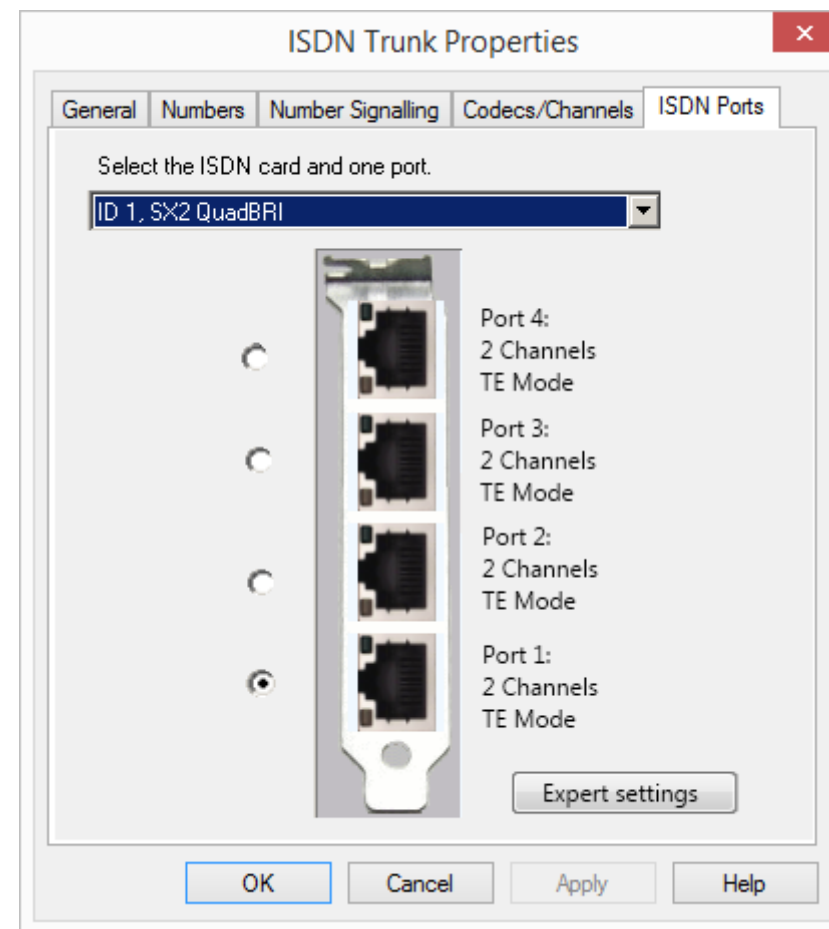 ISDN Trunk Properties
General Numbers Number Signalling Codecs/Channels ISDN Ports
Select the ISDN card and one port.
ID 1, SX2 QuadBRI
Port 4:
2 Channels
TE Mode
Port 3:
2 Channels
TE Mode
Port 2:
2 Channels
TE Mode
Port 1:
2 Channels
TE Mode
Expert settings
OK Cancel Apply Help